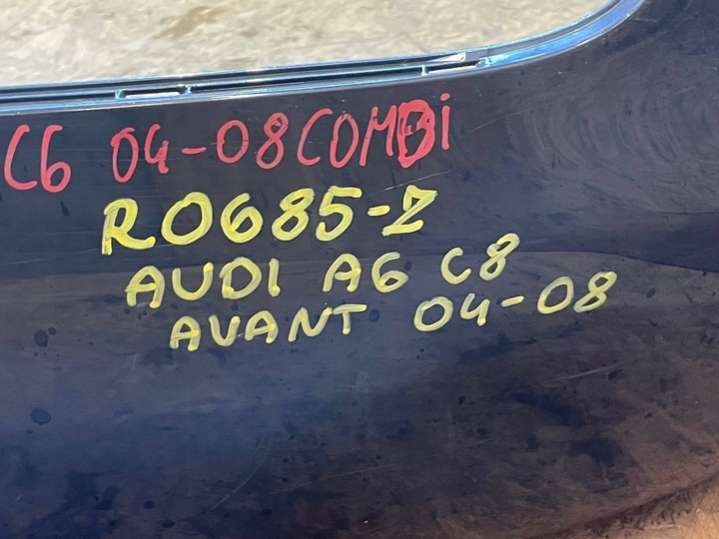 C6 04-08 COMBI
R0685-Z
AUDI A6 C8
AVANT 04-08